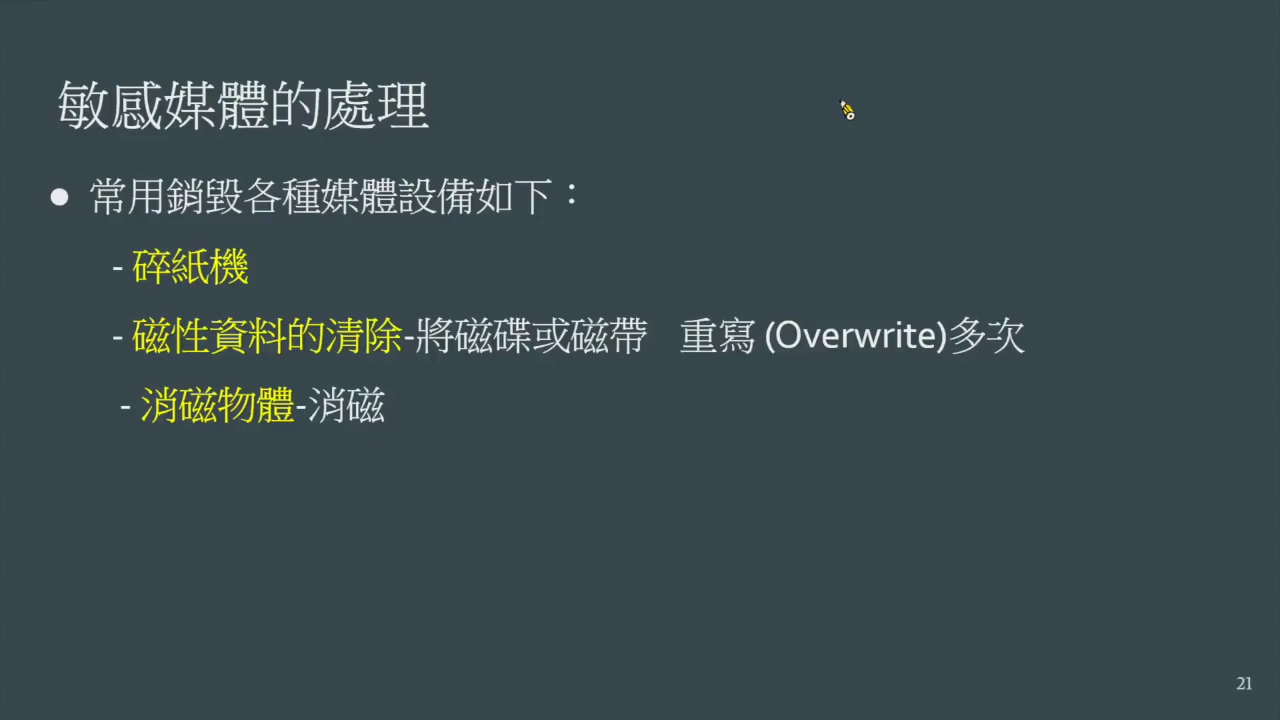 敏感媒體的處理
● 常用銷毀各種媒體設備如下：
- 碎紙機
- 磁性資料的清除-將磁碟或磁帶 重寫 (Overwrite)多次
- 消磁物體-消磁
21